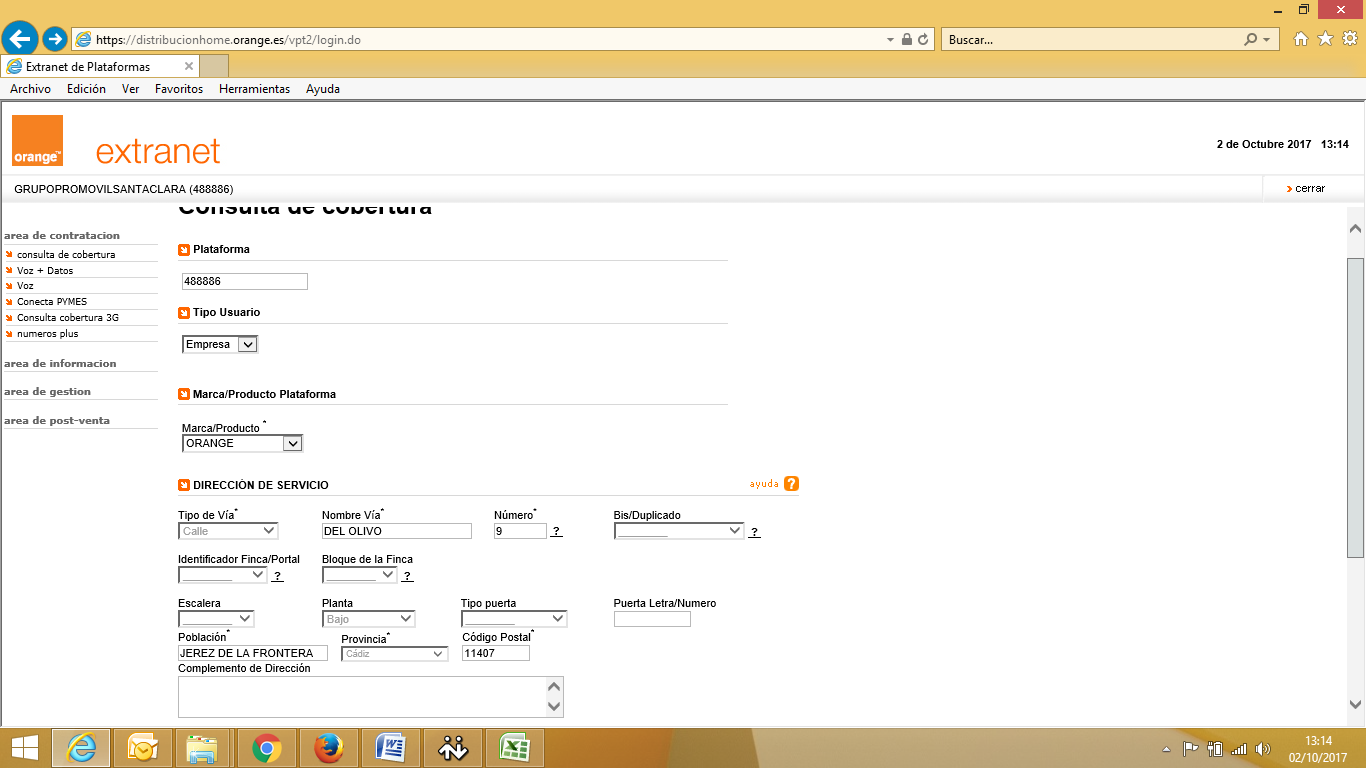 https://distribucionhome.orange.es/vpt2/login.do
Buscar...
Extranet de Plataformas
Archivo Edición Ver Favoritos Herramientas Ayuda
orange™
extranet
2 de Octubre 2017 13:14
GRUPOPROMOVILSANTACLARA (488886)
cerrar
Consulta de cobertura
area de contratacion
consulta de cobertura
Voz + Datos
Voz
Conecta PYMES
Consulta cobertura 3G
numeros plus
area de informacion
area de gestion
area de post-venta
Plataforma
488886
Tipo Usuario
Empresa
Marca/Producto Plataforma
Marca/Producto *
ORANGE
DIRECCIÓN DE SERVICIO
ayuda ?
Tipo de Vía* Nombre Vía* Número* Bis/Duplicado
Calle DEL OLIVO 9 ? ________ ?
Identificador Finca/Portal Bloque de la Finca
________ ? ________ ?
Escalera Planta Tipo puerta Puerta Letra/Numero
________ Bajo ________
Población* Provincia* Código Postal*
JEREZ DE LA FRONTERA Cádiz 11407
Complemento de Dirección
13:14
02/10/2017